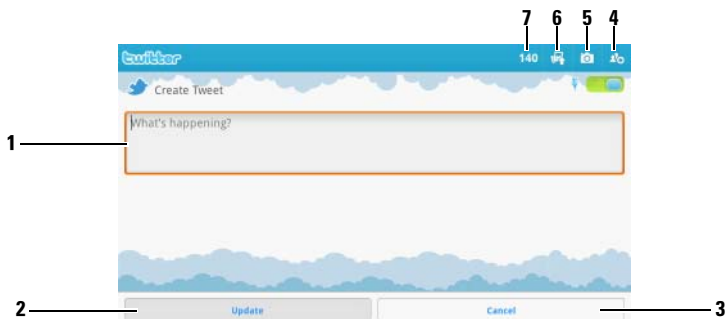 7 6 5 4
twitter 140
Create Tweet
What's happening?
1
2 Update Cancel 3